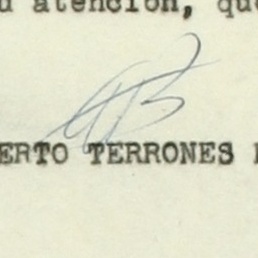 u atención, que
ERTO TERRONES